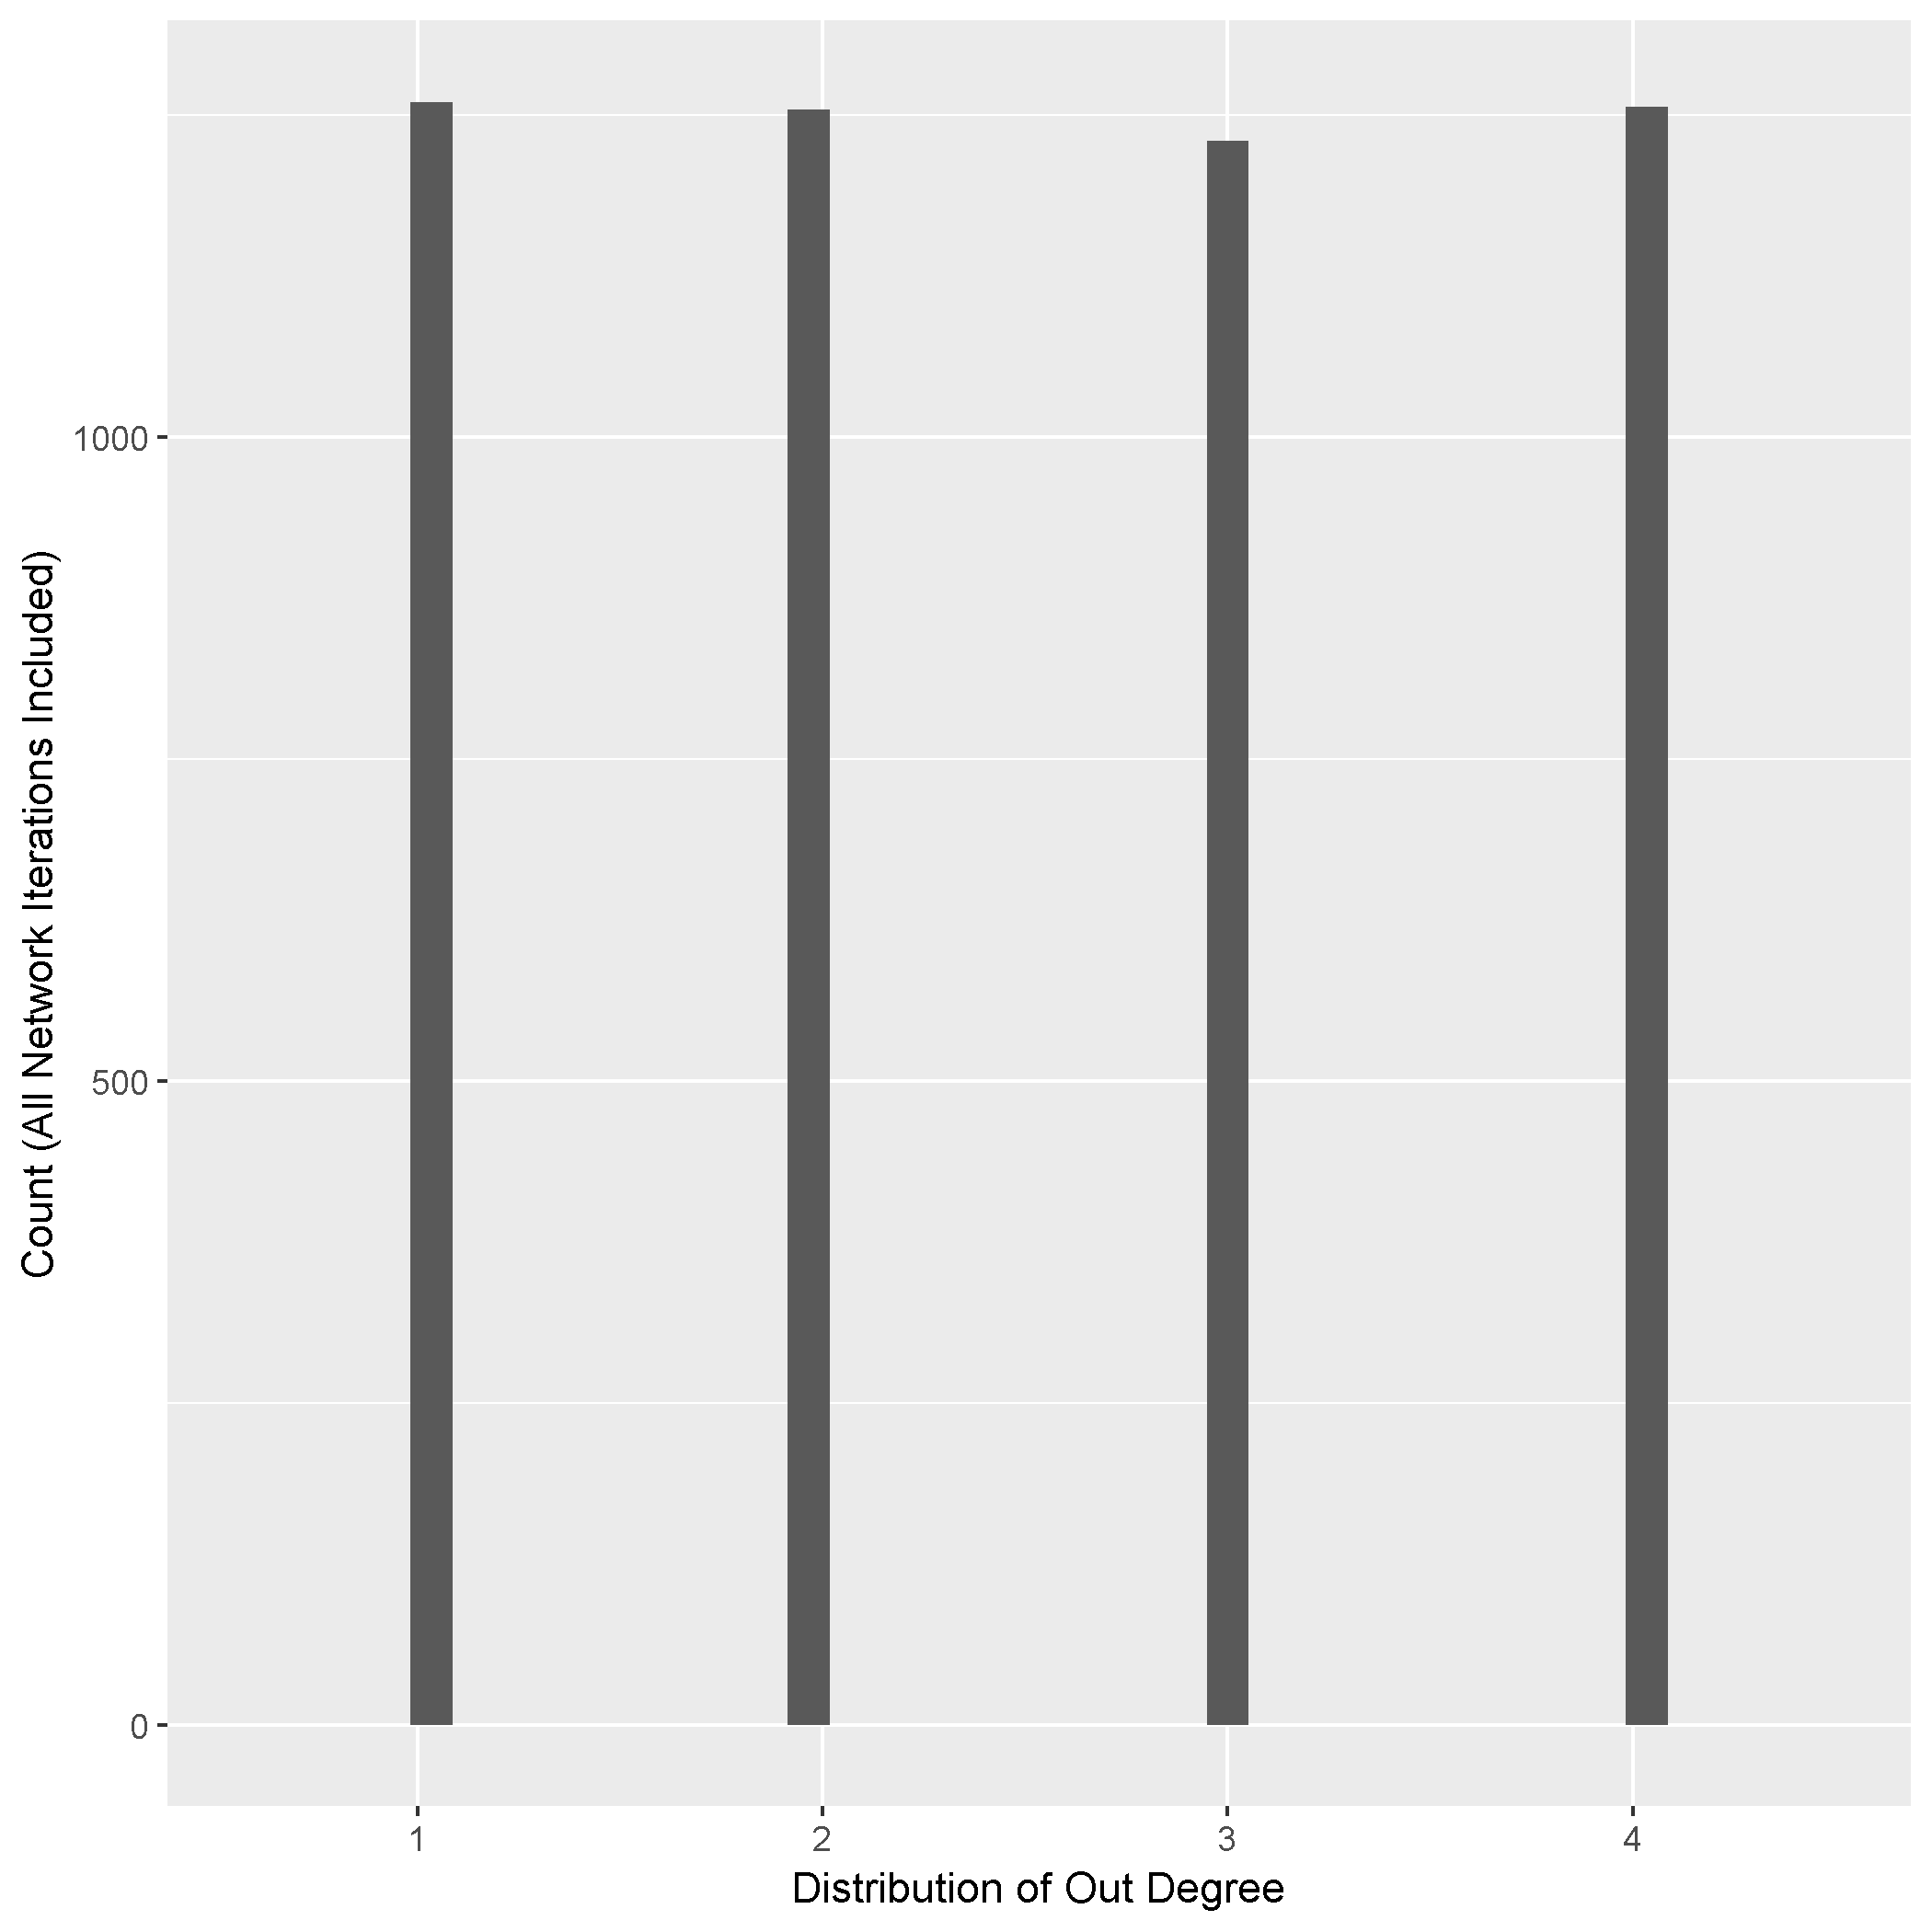 Count (All Network Iterations Included)
1000
500
0
1 2 3 4
Distribution of Out Degree